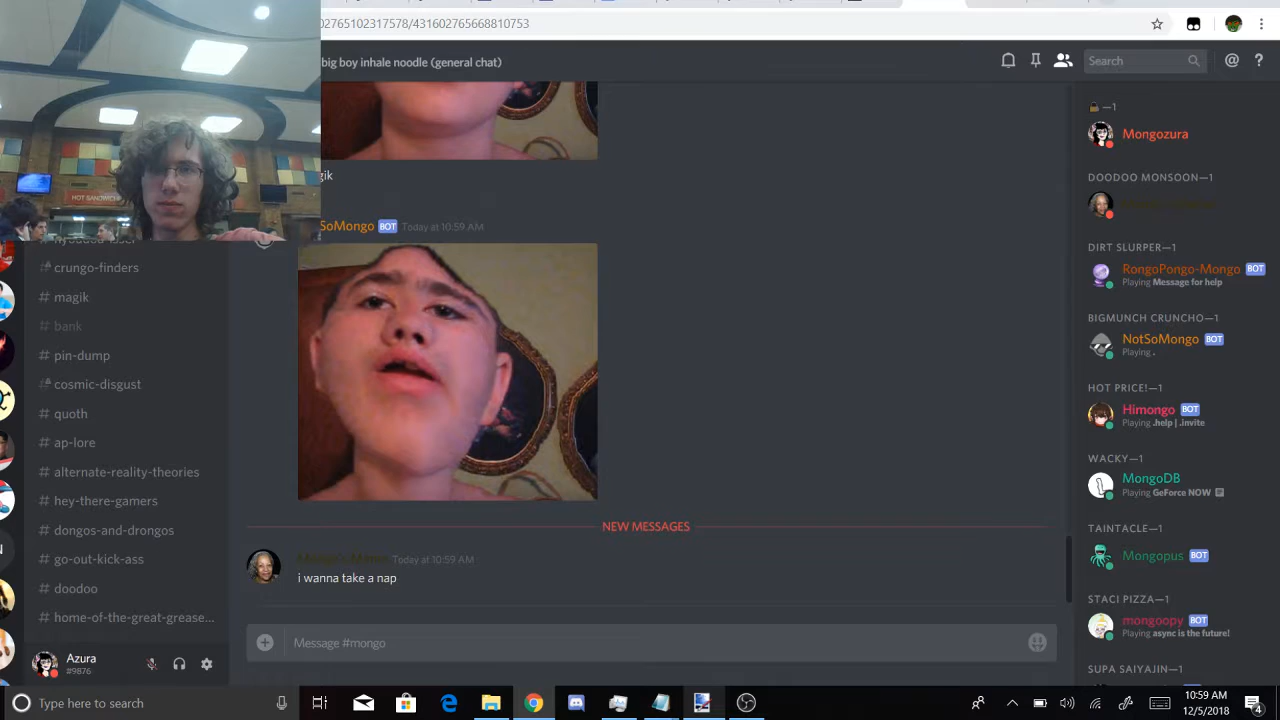 02765102317578/431602765668810753
big boy inhale noodle (general chat)
Search
HOT SANDWICH
gik
SoMongo BOT Today at 10:59 AM
crungo-finders
magik
bank
pin-dump
cosmic-disgust
quoth
ap-lore
alternate-reality-theories
hey-there-gamers
dongos-and-drongos
go-out-kick-ass
doodoo
home-of-the-great-grease...
Azura
#9876
NEW MESSAGES
Today at 10:59 AM
i wanna take a nap
Message #mongo
—1
Mongozura
DOODOO MONSOON—1
DIRT SLURPER—1
RongoPongo-Mongo BOT
Playing Message for help
BIGMUNCH CRUNCHO—1
NotSoMongo BOT
Playing .
HOT PRICE!—1
Himongo BOT
Playing .help | .invite
WACKY—1
MongoDB
Playing GeForce NOW
TAINTACLE—1
Mongopus BOT
STACI PIZZA—1
mongoopy BOT
Playing async is the future!
SUPA SAIYAJIN—1
Type here to search
10:59 AM
12/5/2018
4